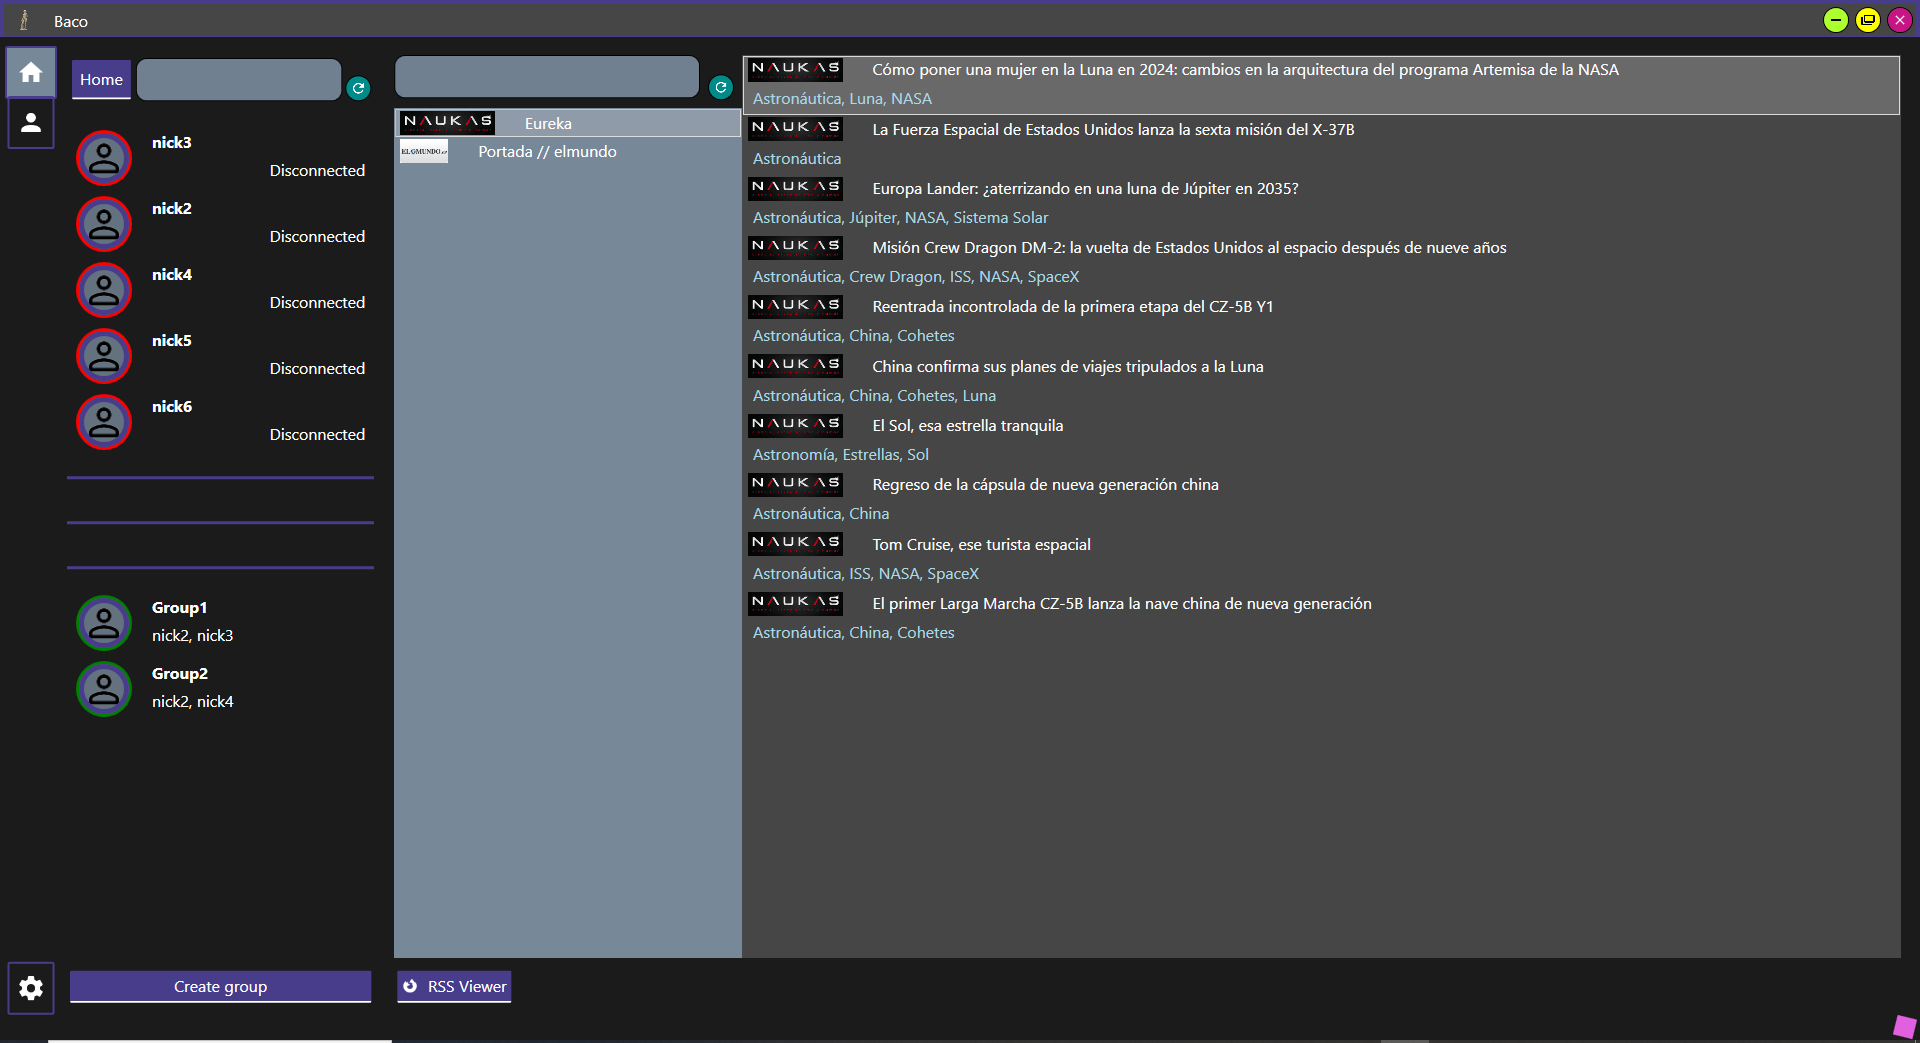 Baco
Home
nick3
Disconnected
nick2
Disconnected
nick4
Disconnected
nick5
Disconnected
nick6
Disconnected
Group1
nick2, nick3
Group2
nick2, nick4
Create group
NAUKAS Eureka
EL MUNDO.es Portada // elmundo
RSS Viewer
NAUKAS Cómo poner una mujer en la Luna en 2024: cambios en la arquitectura del programa Artemisa de la NASA
Astronáutica, Luna, NASA
NAUKAS La Fuerza Espacial de Estados Unidos lanza la sexta misión del X-37B
Astronáutica
NAUKAS Europa Lander: ¿aterrizando en una luna de Júpiter en 2035?
Astronáutica, Júpiter, NASA, Sistema Solar
NAUKAS Misión Crew Dragon DM-2: la vuelta de Estados Unidos al espacio después de nueve años
Astronáutica, Crew Dragon, ISS, NASA, SpaceX
NAUKAS Reentrada incontrolada de la primera etapa del CZ-5B Y1
Astronáutica, China, Cohetes
NAUKAS China confirma sus planes de viajes tripulados a la Luna
Astronáutica, China, Cohetes, Luna
NAUKAS El Sol, esa estrella tranquila
Astronomía, Estrellas, Sol
NAUKAS Regreso de la cápsula de nueva generación china
Astronáutica, China
NAUKAS Tom Cruise, ese turista espacial
Astronáutica, ISS, NASA, SpaceX
NAUKAS El primer Larga Marcha CZ-5B lanza la nave china de nueva generación
Astronáutica, China, Cohetes